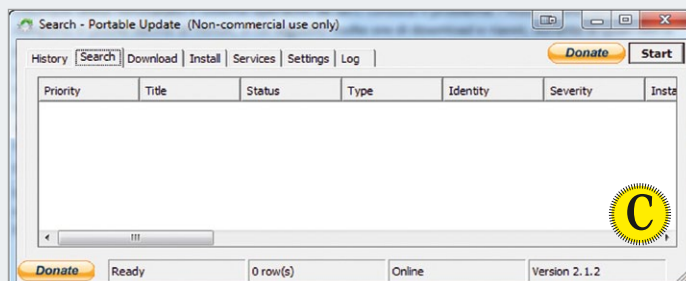 Search - Portable Update (Non-commercial use only)
History Search Download Install Services Settings Log Donate Start
Priority Title Status Type Identity Severity Insta
C
Donate Ready 0 row(s) Online Version 2.1.2